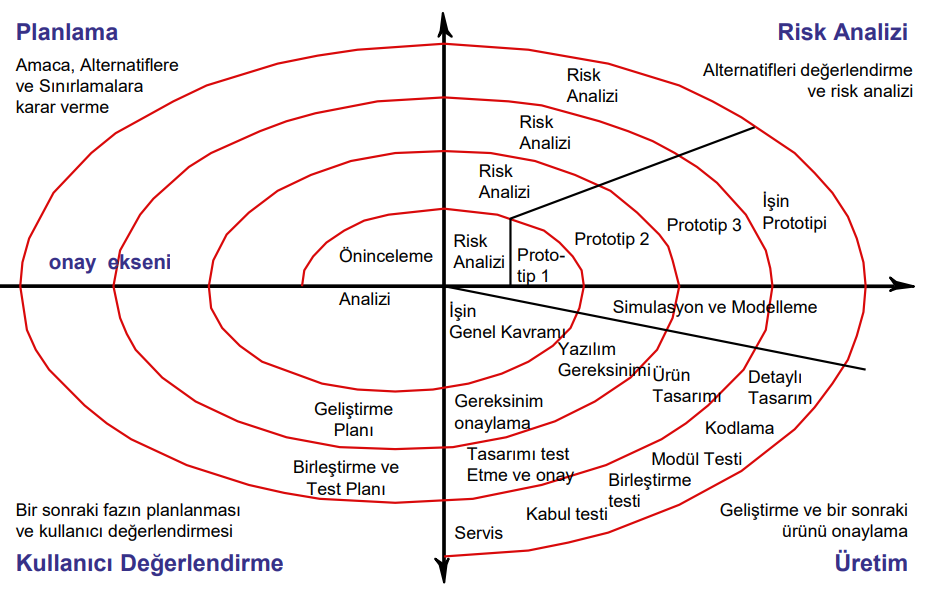 Planlama
Amaca, Alternatiflere
ve Sınırlamalara
karar verme
Risk Analizi
Alternatifleri değerlendirme
ve risk analizi
Risk
Analizi
Risk
Analizi
Risk
Analizi
Risk
Analizi
Proto-
tip 1
Prototip 2
Prototip 3
İşin
Prototipi
onay ekseni
Öninceleme
Analizi
İşin
Genel Kavramı
Simulasyon ve Modelleme
Yazılım
Gereksinimi
Ürün
Tasarımı
Detaylı
Tasarım
Geliştirme
Planı
Gereksinim
onaylama
Kodlama
Birleştirme ve
Test Planı
Tasarımı test
Etme ve onay
Modül Testi
Birleştirme
testi
Kabul testi
Servis
Bir sonraki fazın planlanması
ve kullanıcı değerlendirmesi
Kullanıcı Değerlendirme
Geliştirme ve bir sonraki
ürünü onaylama
Üretim